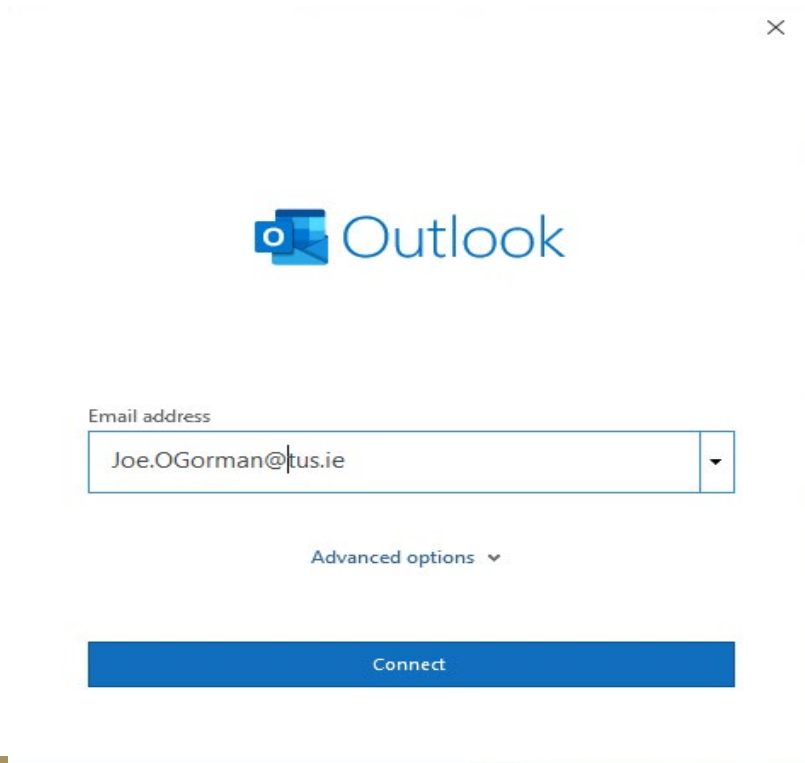 Outlook
Email address
Joe.OGorman@tus.ie
Advanced options
Connect